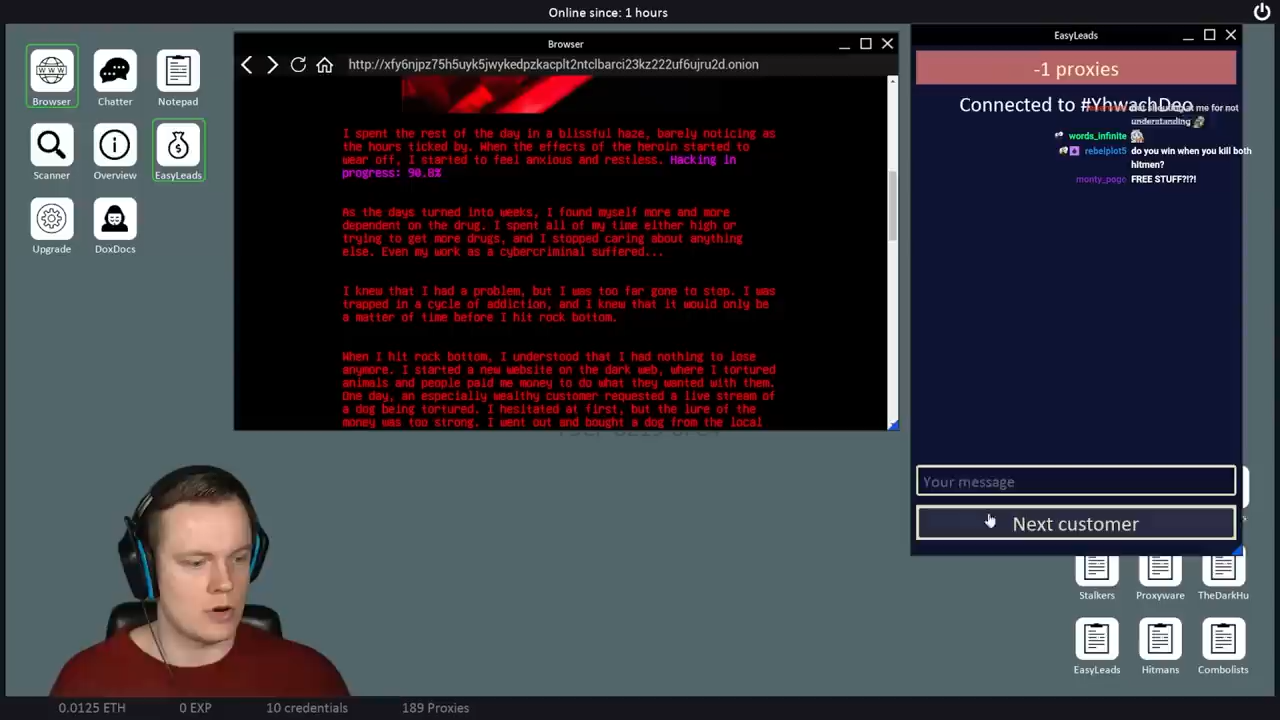 Online since: 1 hours
Browser
Chatter
Notepad
Scanner
Overview
EasyLeads
Upgrade
DoxDocs
Browser
http://xfy6njpz75h5uyk5jwykedpzkacplt2ntclbarci23kz222uf6ujru2d.onion
I spent the rest of the day in a blissful haze, barely noticing as
the hours ticked by. When the effects of the heroin started to
wear off, I started to feel anxious and restless. Hacking in
progress: 90.8%
As the days turned into weeks, I found myself more and more
dependent on the drug. I spent all of my time either high or
trying to get more drugs, and I stopped caring about anything
else. Even my work as a cybercriminal suffered...
I knew that I had a problem, but I was too far gone to stop. I was
trapped in a cycle of addiction, and I knew that it would only be
a matter of time before I hit rock bottom.
When I hit rock bottom, I understood that I had nothing to lose
anymore. I started a new website on the dark web, where I tortured
animals and people paid me money to do what they wanted with them.
One day, an especially wealthy customer requested a live stream of
a dog being tortured. I hesitated at first, but the lure of the
money was too strong. I went out and bought a dog from the local
EasyLeads
-1 proxies
Connected to #YhwachDeo
at me for not
understanding
words_infinite
rebelplot5 do you win when you kill both
hitmen?
monty_page FREE STUFF?!?!
Your message
Next customer
Stalkers
Proxyware
TheDarkHu
EasyLeads
Hitmans
Combolists
0.0125 ETH
0 EXP
10 credentials
189 Proxies